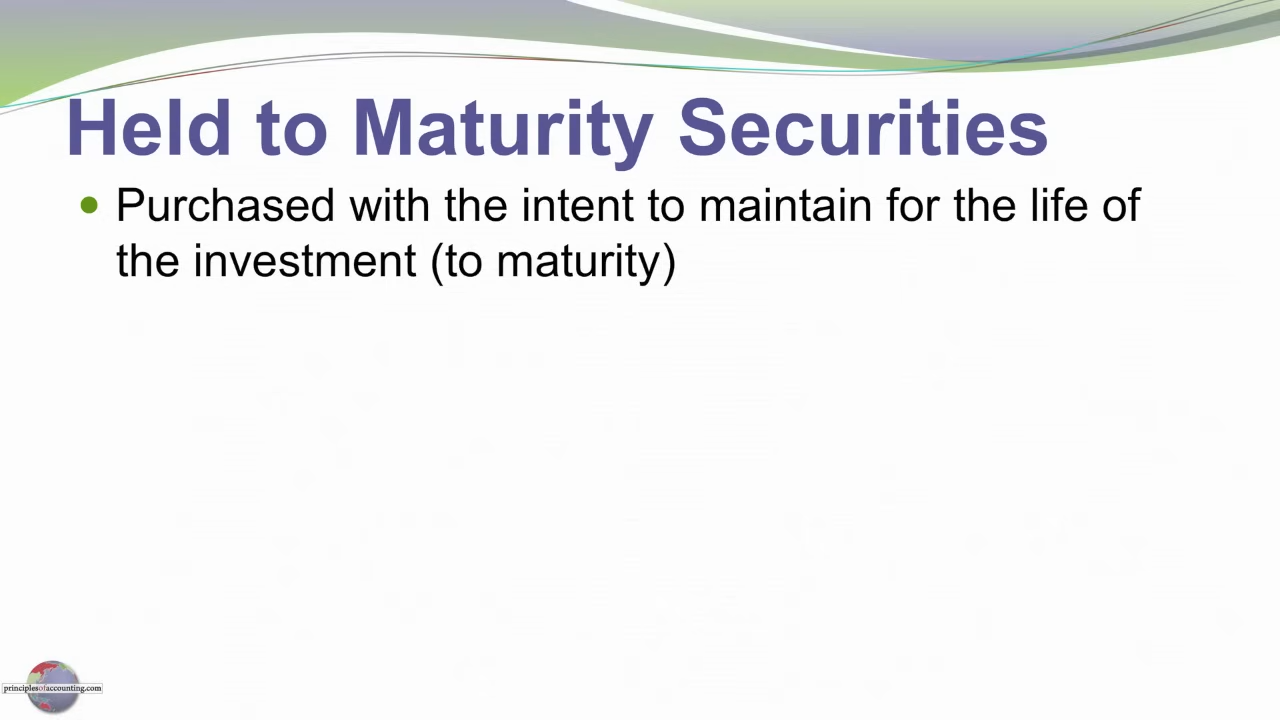 Held to Maturity Securities
• Purchased with the intent to maintain for the life of
the investment (to maturity)
principlesofaccounting.com